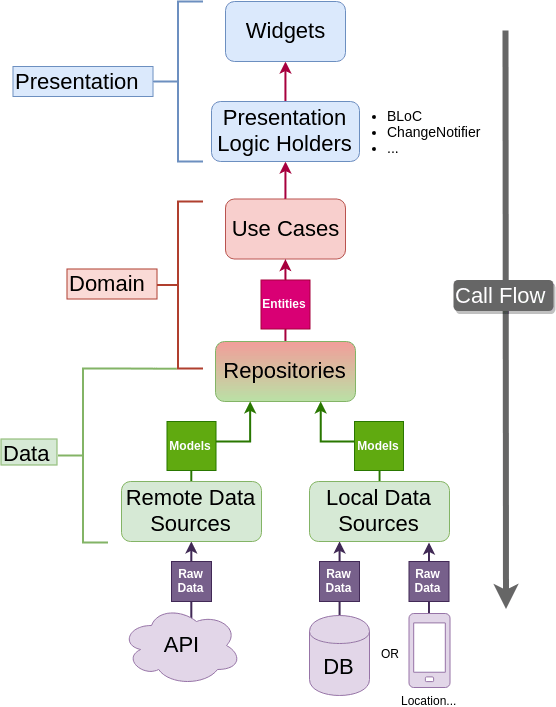 Widgets
Presentation
Presentation
Logic Holders
• BLoC
• ChangeNotifier
• ...
Use Cases
Domain
Entities
Call Flow
Repositories
Data
Models
Models
Remote Data
Sources
Local Data
Sources
Raw
Data
Raw
Data
Raw
Data
API
DB
OR
Location...